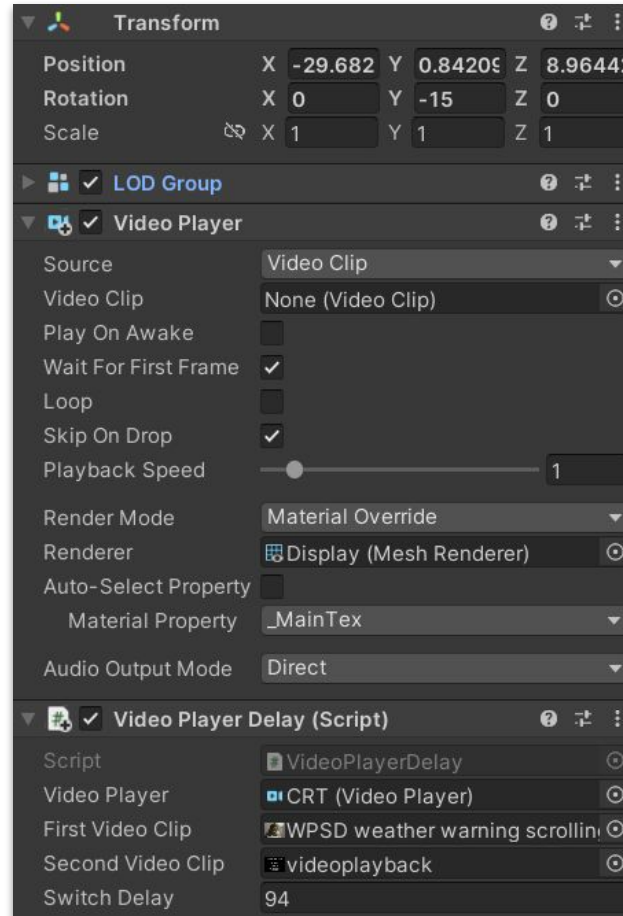 Transform
Position X -29.682 Y 0.84209 Z 8.9644
Rotation X 0 Y -15 Z 0
Scale X 1 Y 1 Z 1
LOD Group
Video Player
Source Video Clip
Video Clip None (Video Clip)
Play On Awake
Wait For First Frame
Loop
Skip On Drop
Playback Speed 1
Render Mode Material Override
Renderer Display (Mesh Renderer)
Auto-Select Property
Material Property _MainTex
Audio Output Mode Direct
Video Player Delay (Script)
Script VideoPlayerDelay
Video Player CRT (Video Player)
First Video Clip WPSD weather warning scrolling
Second Video Clip videoplayback
Switch Delay 94